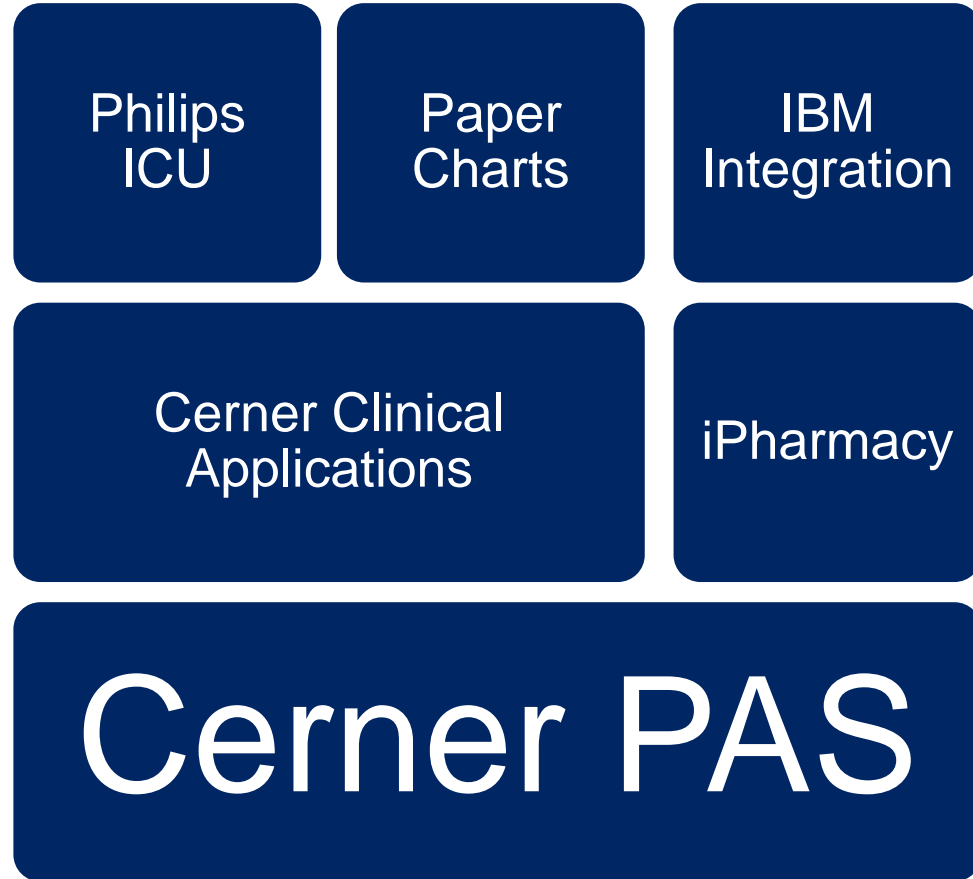 Philips
ICU
Paper
Charts
IBM
Integration
Cerner Clinical
Applications
iPharmacy
Cerner PAS